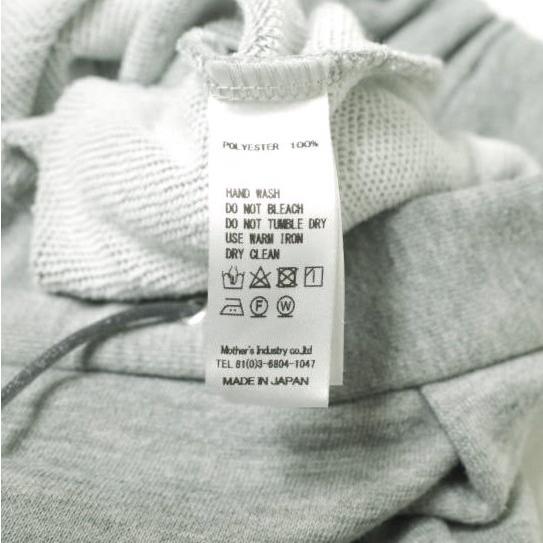 POLYESTER 100%
HAND WASH
DO NOT BLEACH
DO NOT TUMBLE DRY
USE WARM IRON
DRY CLEAN
F W
Mother's Industry co.,ltd
TEL 81(0)3-6804-1047
MADE IN JAPAN